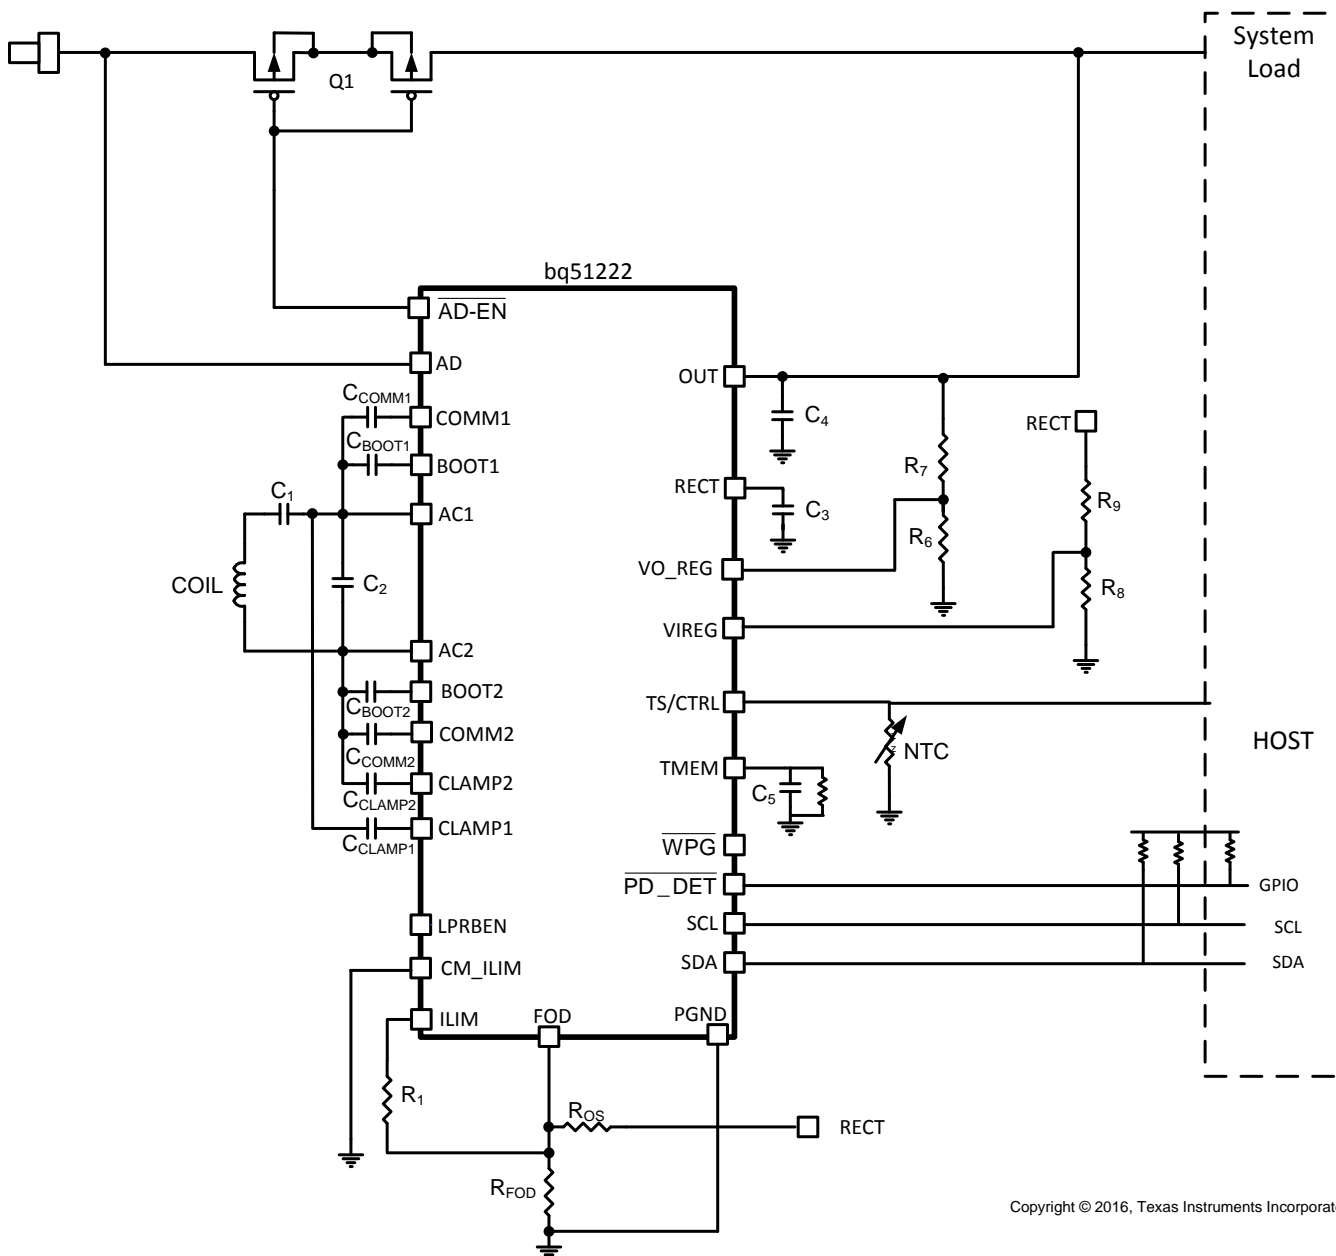 System
Load
Q1
bq51222
AD-EN
AD
OUT
C_COMM1
COMM1
C4
RECT
C_BOOT1
BOOT1
R7
RECT
C1
AC1
C3
R9
R6
VO_REG
COIL
C2
R8
VIREG
AC2
BOOT2
TS/CTRL
C_BOOT2
COMM2
NTC
HOST
C_COMM2
TMEM
CLAMP2
C5
C_CLAMP2
CLAMP1
C_CLAMP1
WPG
PD_DET
GPIO
LPRBEN
SCL
SCL
SDA
SDA
CM_ILIM
ILIM
FOD
PGND
R1
ROS
RECT
RFOD
Copyright © 2016, Texas Instruments Incorporat